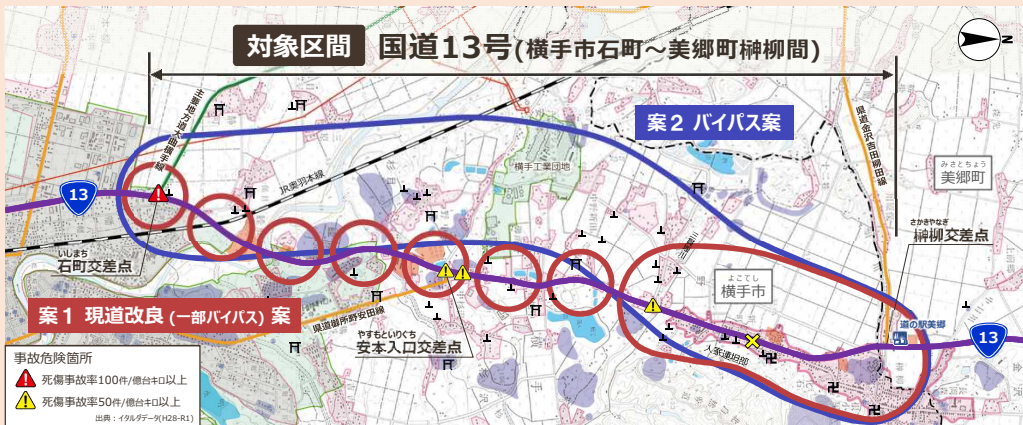 対象区間 国道13号(横手市石町～美郷町榊柳間)
N
主要地方道大曲横手線
案2 バイパス案
県道金沢吉田柳田線
みさとちょう
美郷町
横手工業団地
JR奥羽本線
13
さかきやなぎ
榊柳交差点
いしまち
石町交差点
よこてし
横手市
案1 現道改良 (一部バイパス) 案
県道御所野安田線
やすもといりぐち
安本入口交差点
道の駅美郷
13
人家連坦部
事故危険箇所
死傷事故率100件/億台キロ以上
死傷事故率50件/億台キロ以上
出典：イタルダデータ(H28-R1)